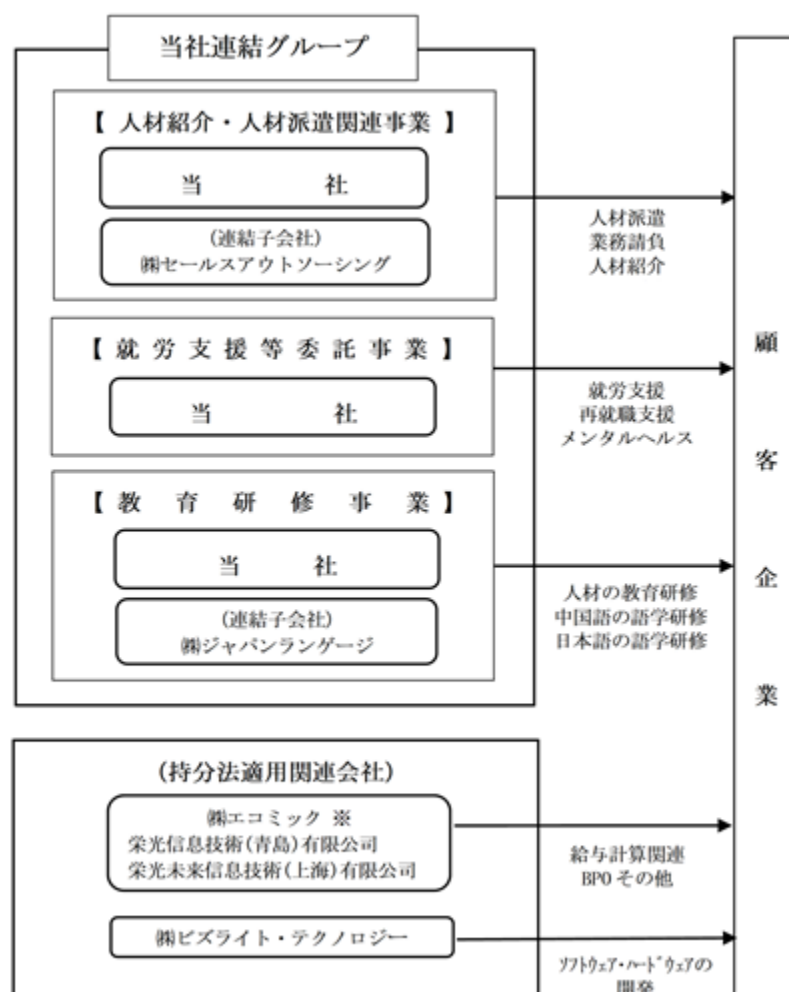 当社連結グループ
【 人材紹介・人材派遣関連事業 】
当 社
(連結子会社)
㈱セールスアウトソーシング
人材派遣
業務請負
人材紹介
【 就 労 支 援 等 委 託 事 業 】
当 社
就労支援
再就職支援
メンタルヘルス
【 教 育 研 修 事 業 】
当 社
(連結子会社)
㈱ジャパンランゲージ
人材の教育研修
中国語の語学研修
日本語の語学研修
顧
客
企
業
(持分法適用関連会社)
㈱エコミック ※
栄光信息技術(青島)有限公司
栄光未来信息技術(上海)有限公司
給与計算関連
BPO その他
㈱ビズライト・テクノロジー
ｿﾌﾄｳｪｱ・ﾊｰﾄﾞｳｪｱの
開発